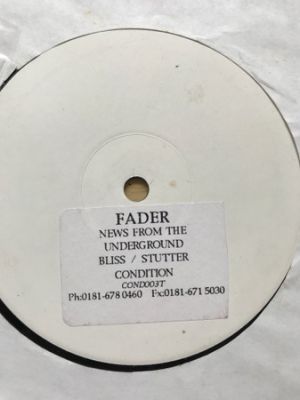 FADER
NEWS FROM THE
UNDERGROUND
BLISS / STUTTER
CONDITION
COND003T
Ph:0181-678 0460 Fx:0181-671 5030